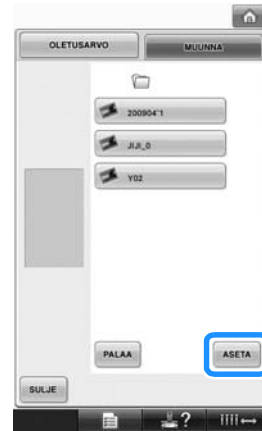 OLETUSARVO MUUNNA
200904~1
JIJI_0
Y02
PALAA ASETA
SULJE
?